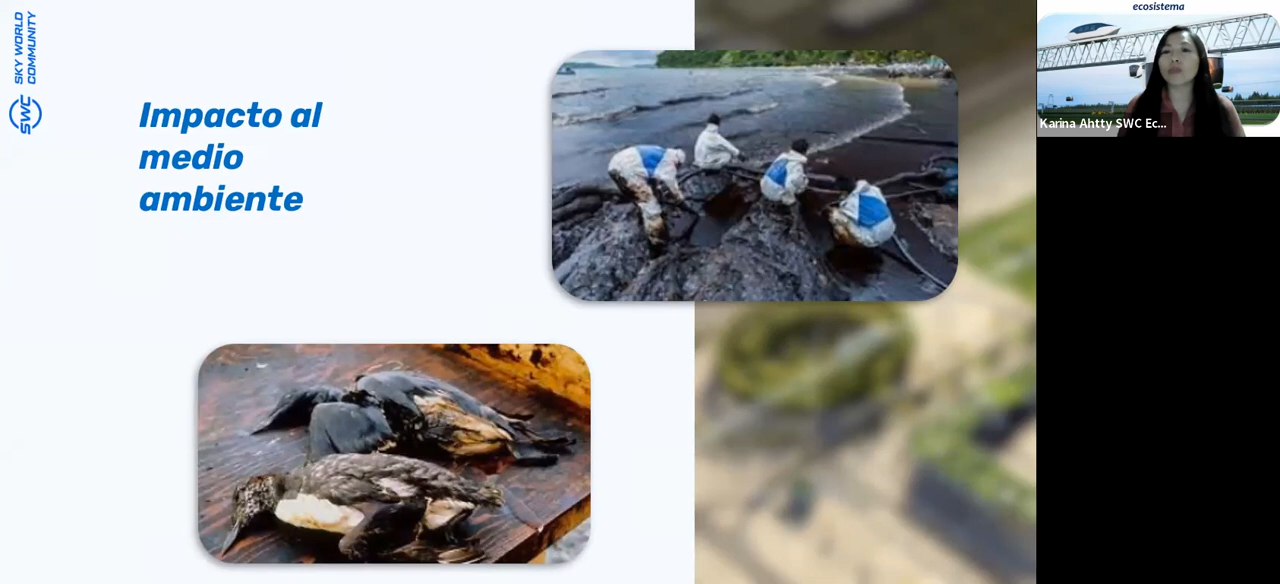 SKY WORLD
COMMUNITY
SWC
Impacto al
medio
ambiente
ecosistema
Karina Ahtty SWC Ec...